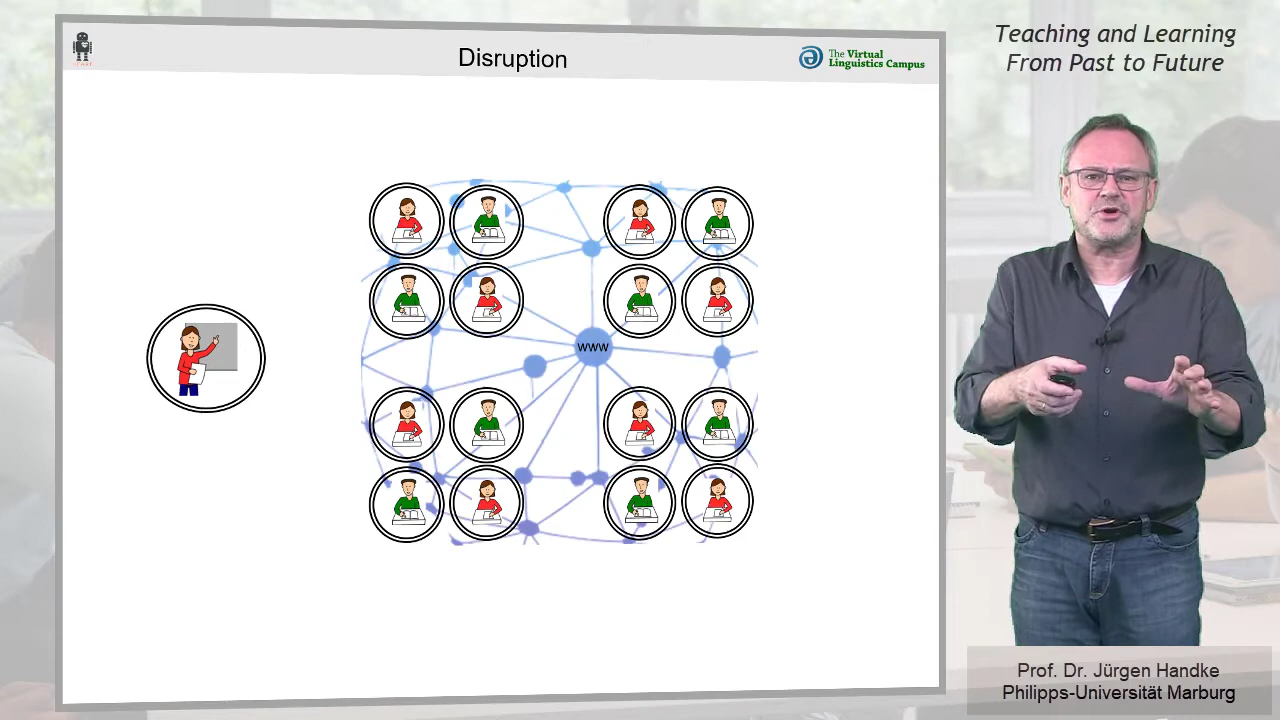 Disruption
The Virtual
Linguistics Campus
www
Teaching and Learning
From Past to Future
Prof. Dr. Jürgen Handke
Philipps-Universität Marburg